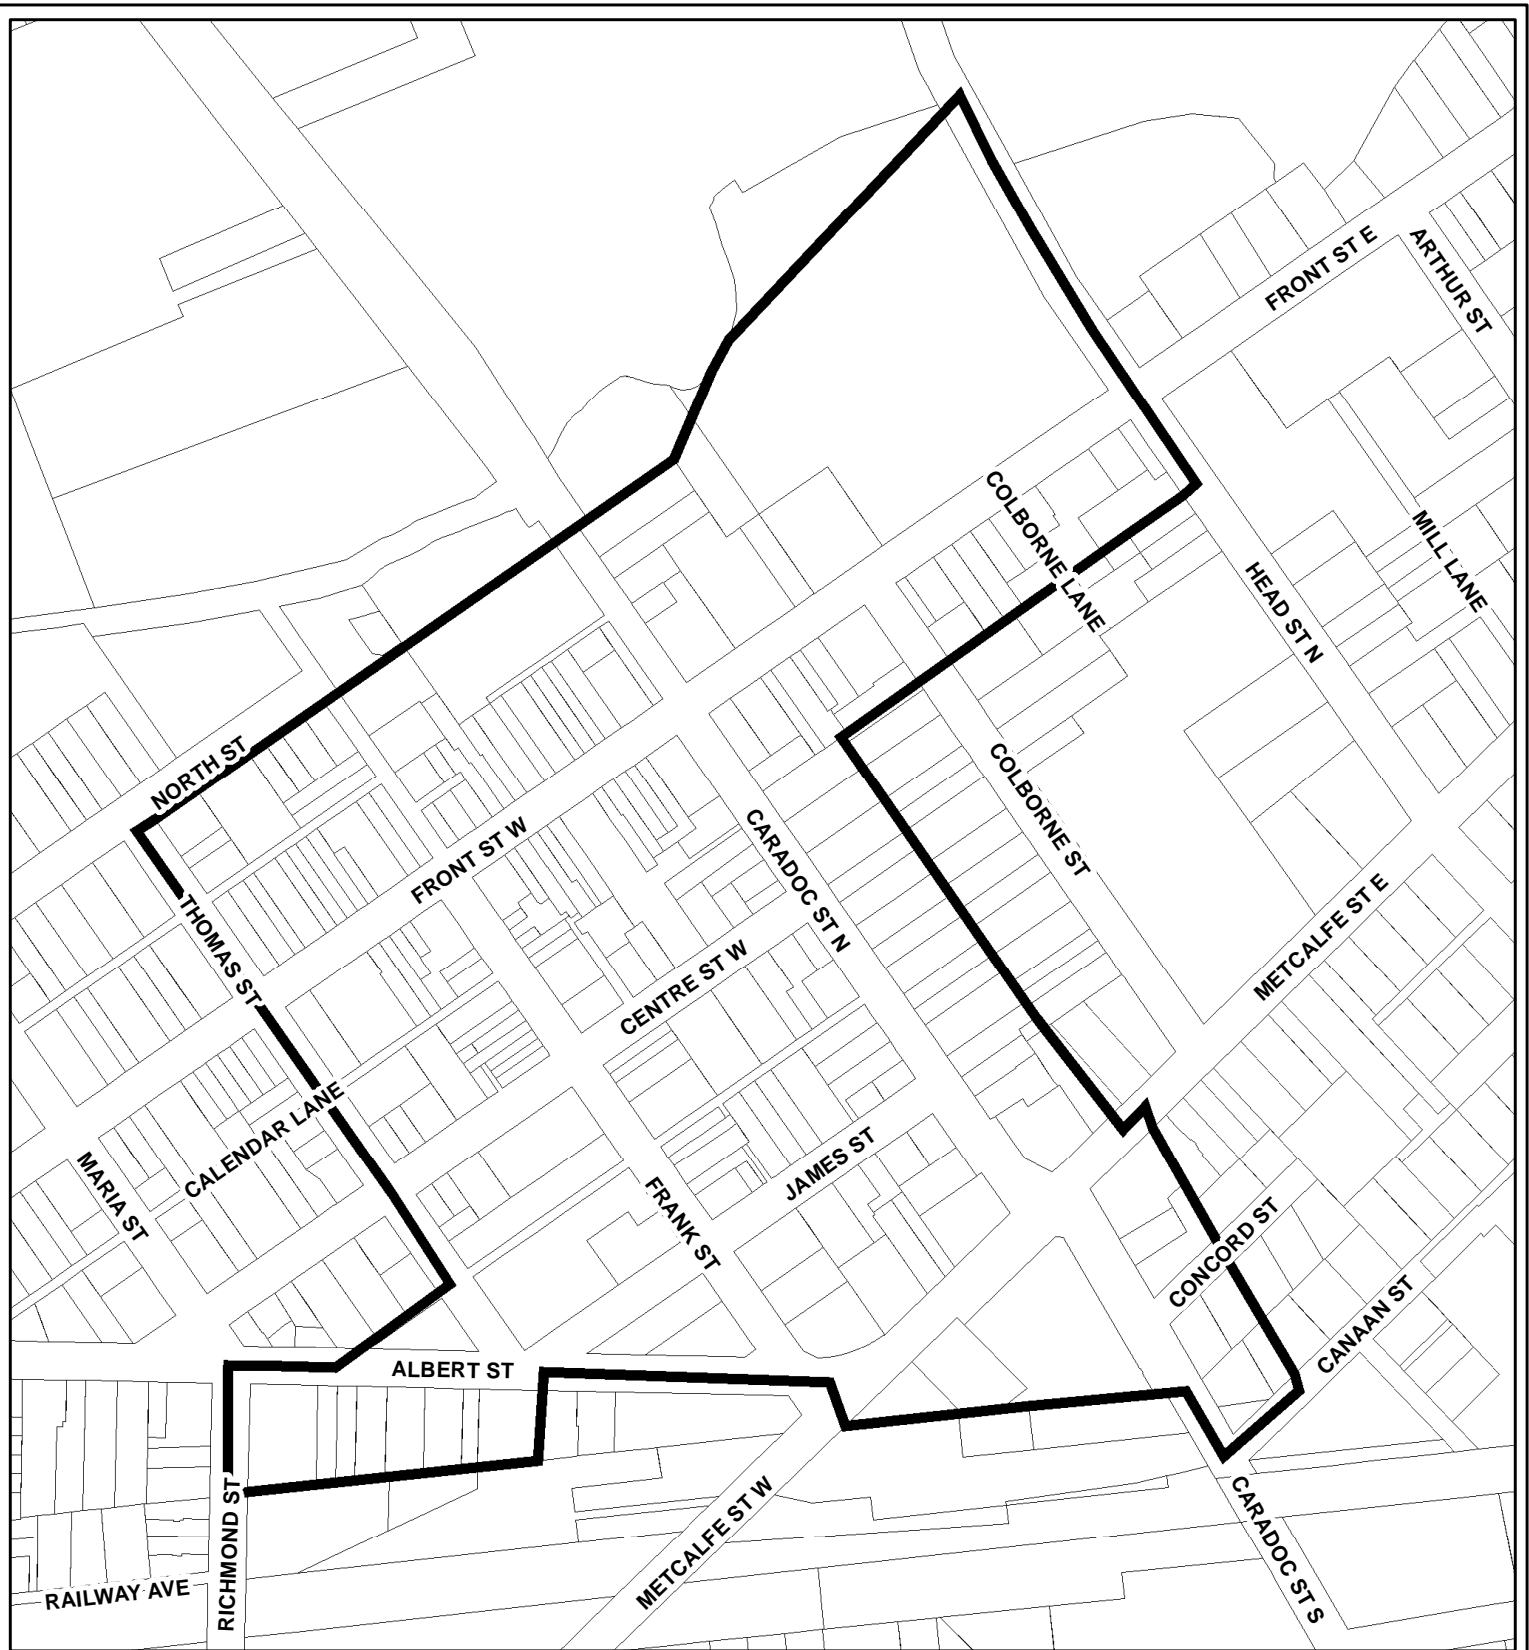 FRONT ST E
ARTHUR ST
COLBORNE LANE
MILL LANE
HEAD ST N
NORTH ST
COLBORNE ST
CARADOC ST N
FRONT ST W
THOMAS ST
METCALFE ST E
CENTRE ST W
CALENDAR LANE
MARIA ST
JAMES ST
FRANK ST
CONCORD ST
CANAAN ST
ALBERT ST
RICHMOND ST
METCALFE ST W
CARADOC ST S
RAILWAY AVE